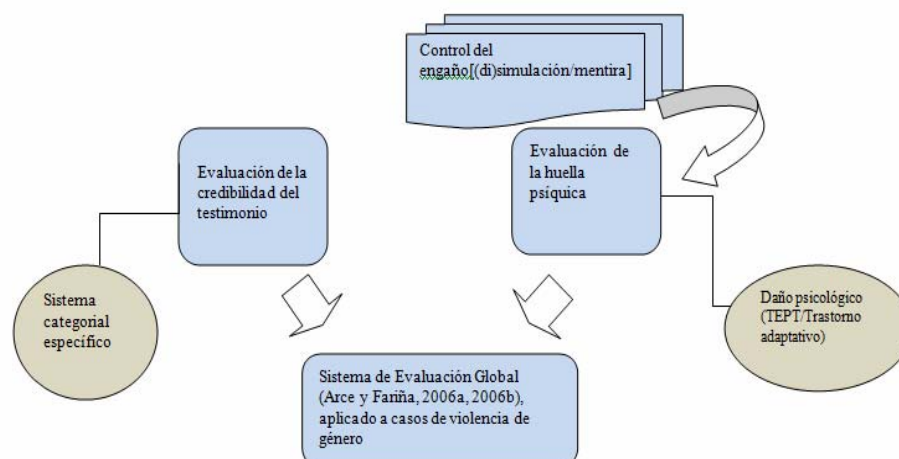 Control del
engaño[(di)simulación/mentira]
Evaluación de la
credibilidad del
testimonio
Evaluación de
la huella
psíquica
Sistema
categorial
específico
Daño psicológico
(TEPT/Trastorno
adaptativo)
Sistema de Evaluación Global
(Arce y Fariña, 2006a, 2006b),
aplicado a casos de violencia de
género